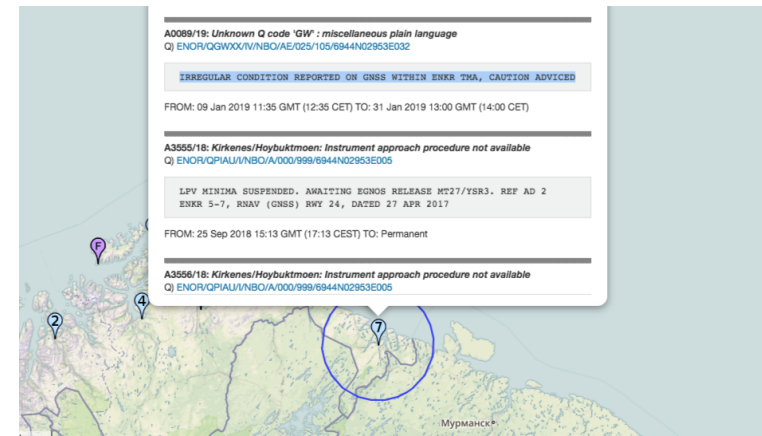 A0089/19: Unknown Q code 'GW' : miscellaneous plain language
Q) ENOR/QGWXX/IV/NBO/AE/025/105/6944N02953E032
IRREGULAR CONDITION REPORTED ON GNSS WITHIN ENKR TMA, CAUTION ADVICED
FROM: 09 Jan 2019 11:35 GMT (12:35 CET) TO: 31 Jan 2019 13:00 GMT (14:00 CET)
A3555/18: Kirkenes/Hoybuktmoen: Instrument approach procedure not available
Q) ENOR/QPIAU/I/NBO/A/000/999/6944N02953E005
LPV MINIMA SUSPENDED. AWAITING EGNOS RELEASE MT27/YSR3. REF AD 2
ENKR 5-7, RNAV (GNSS) RWY 24, DATED 27 APR 2017
FROM: 25 Sep 2018 15:13 GMT (17:13 CEST) TO: Permanent
A3556/18: Kirkenes/Hoybuktmoen: Instrument approach procedure not available
Q) ENOR/QPIAU/I/NBO/A/000/999/6944N02953E005
F
4
2
7
Мурманск